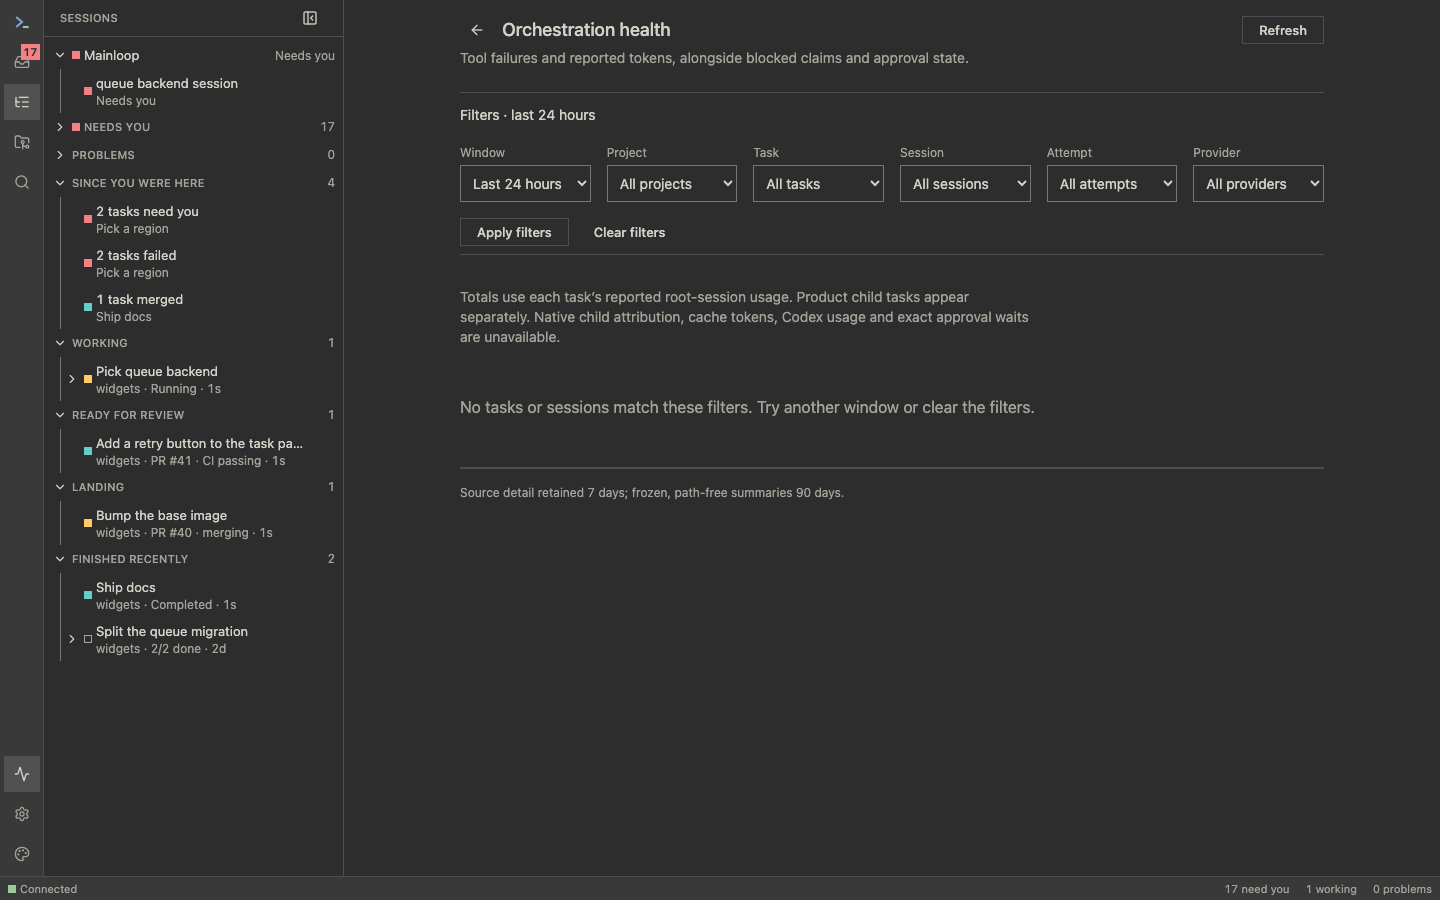 17
SESSIONS
Mainloop
Needs you
queue backend session
Needs you
NEEDS YOU
17
PROBLEMS
0
SINCE YOU WERE HERE
4
2 tasks need you
Pick a region
2 tasks failed
Pick a region
1 task merged
Ship docs
WORKING
1
Pick queue backend
widgets · Running · 1s
READY FOR REVIEW
1
Add a retry button to the task pa...
widgets · PR #41 · CI passing · 1s
LANDING
1
Bump the base image
widgets · PR #40 · merging · 1s
FINISHED RECENTLY
2
Ship docs
widgets · Completed · 1s
Split the queue migration
widgets · 2/2 done · 2d
Orchestration health
Refresh
Tool failures and reported tokens, alongside blocked claims and approval state.
Filters · last 24 hours
Window
Project
Task
Session
Attempt
Provider
Last 24 hours
All projects
All tasks
All sessions
All attempts
All providers
Apply filters
Clear filters
Totals use each task's reported root-session usage. Product child tasks appear
separately. Native child attribution, cache tokens, Codex usage and exact approval waits
are unavailable.
No tasks or sessions match these filters. Try another window or clear the filters.
Source detail retained 7 days; frozen, path-free summaries 90 days.
Connected
17 need you
1 working
0 problems